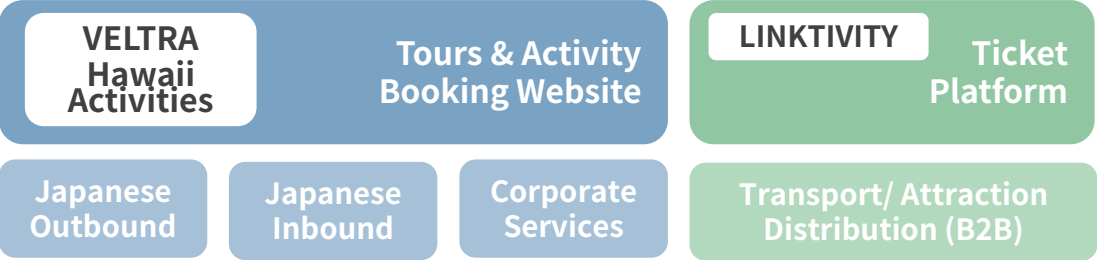 VELTRA
Hawaii
Activities
Tours & Activity
Booking Website
LINKTIVITY
Ticket
Platform
Japanese
Outbound
Japanese
Inbound
Corporate
Services
Transport/ Attraction
Distribution (B2B)